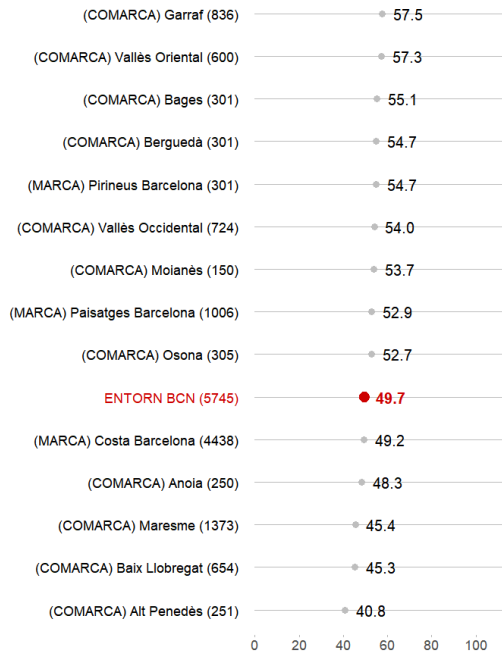 (COMARCA) Garraf (836) 57.5
(COMARCA) Vallès Oriental (600) 57.3
(COMARCA) Bages (301) 55.1
(COMARCA) Berguedà (301) 54.7
(MARCA) Pirineus Barcelona (301) 54.7
(COMARCA) Vallès Occidental (724) 54.0
(COMARCA) Moianès (150) 53.7
(MARCA) Paisatges Barcelona (1006) 52.9
(COMARCA) Osona (305) 52.7
ENTORN BCN (5745) 49.7
(MARCA) Costa Barcelona (4438) 49.2
(COMARCA) Anoia (250) 48.3
(COMARCA) Maresme (1373) 45.4
(COMARCA) Baix Llobregat (654) 45.3
(COMARCA) Alt Penedès (251) 40.8
0 20 40 60 80 100